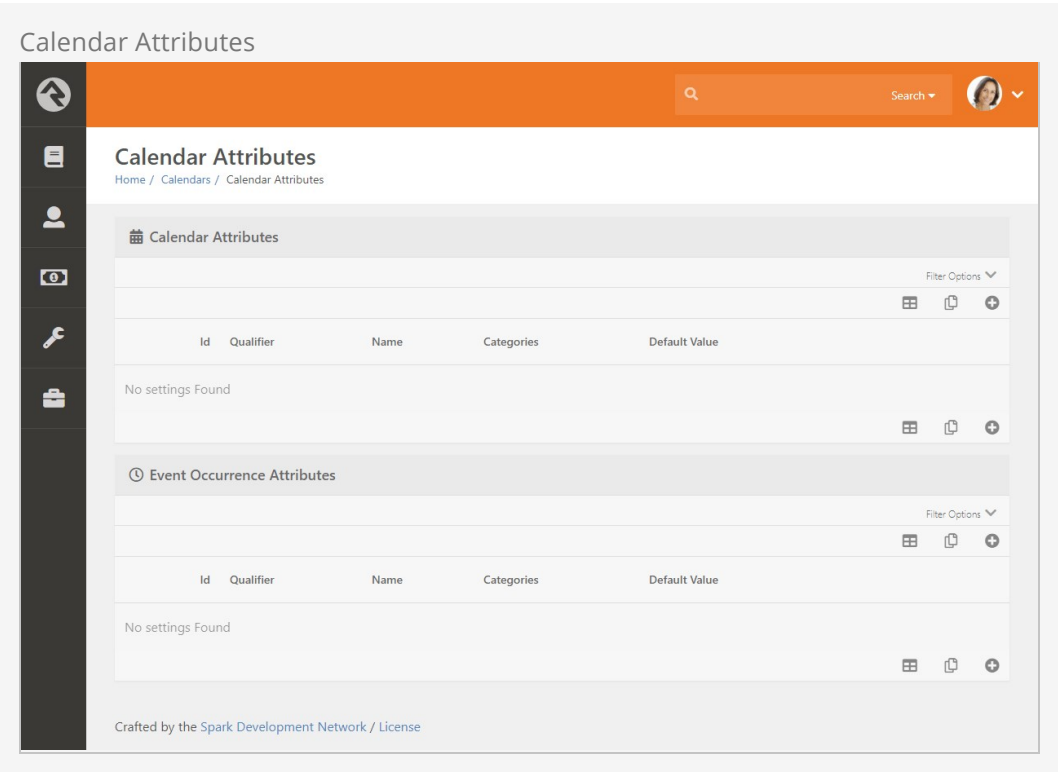 Calendar Attributes
Search
Calendar Attributes
Home / Calendars / Calendar Attributes
Calendar Attributes
Filter Options
Id Qualifier Name Categories Default Value
No settings Found
Event Occurrence Attributes
Filter Options
Id Qualifier Name Categories Default Value
No settings Found
Crafted by the Spark Development Network / License